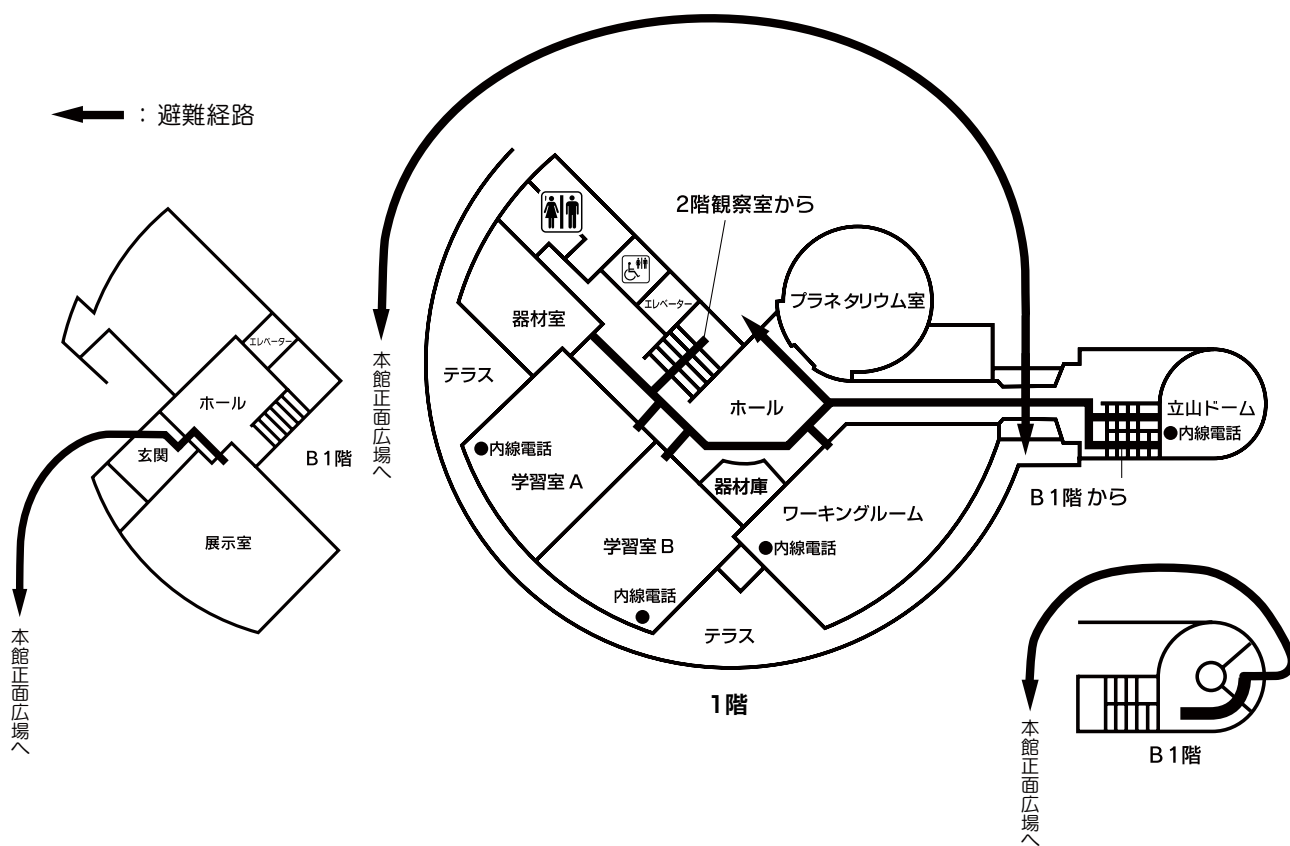 ：避難経路
2階観察室から
エレベーター
プラネタリウム室
器材室
テラス
ホール
立山ドーム
●内線電話
B1階から
●内線電話
学習室A
器材庫
学習室B
ワーキングルーム
●内線電話
内線電話
テラス
1階
本館正面広場へ
エレベーター
ホール
玄関
B1階
展示室
本館正面広場へ
B1階
本館正面広場へ